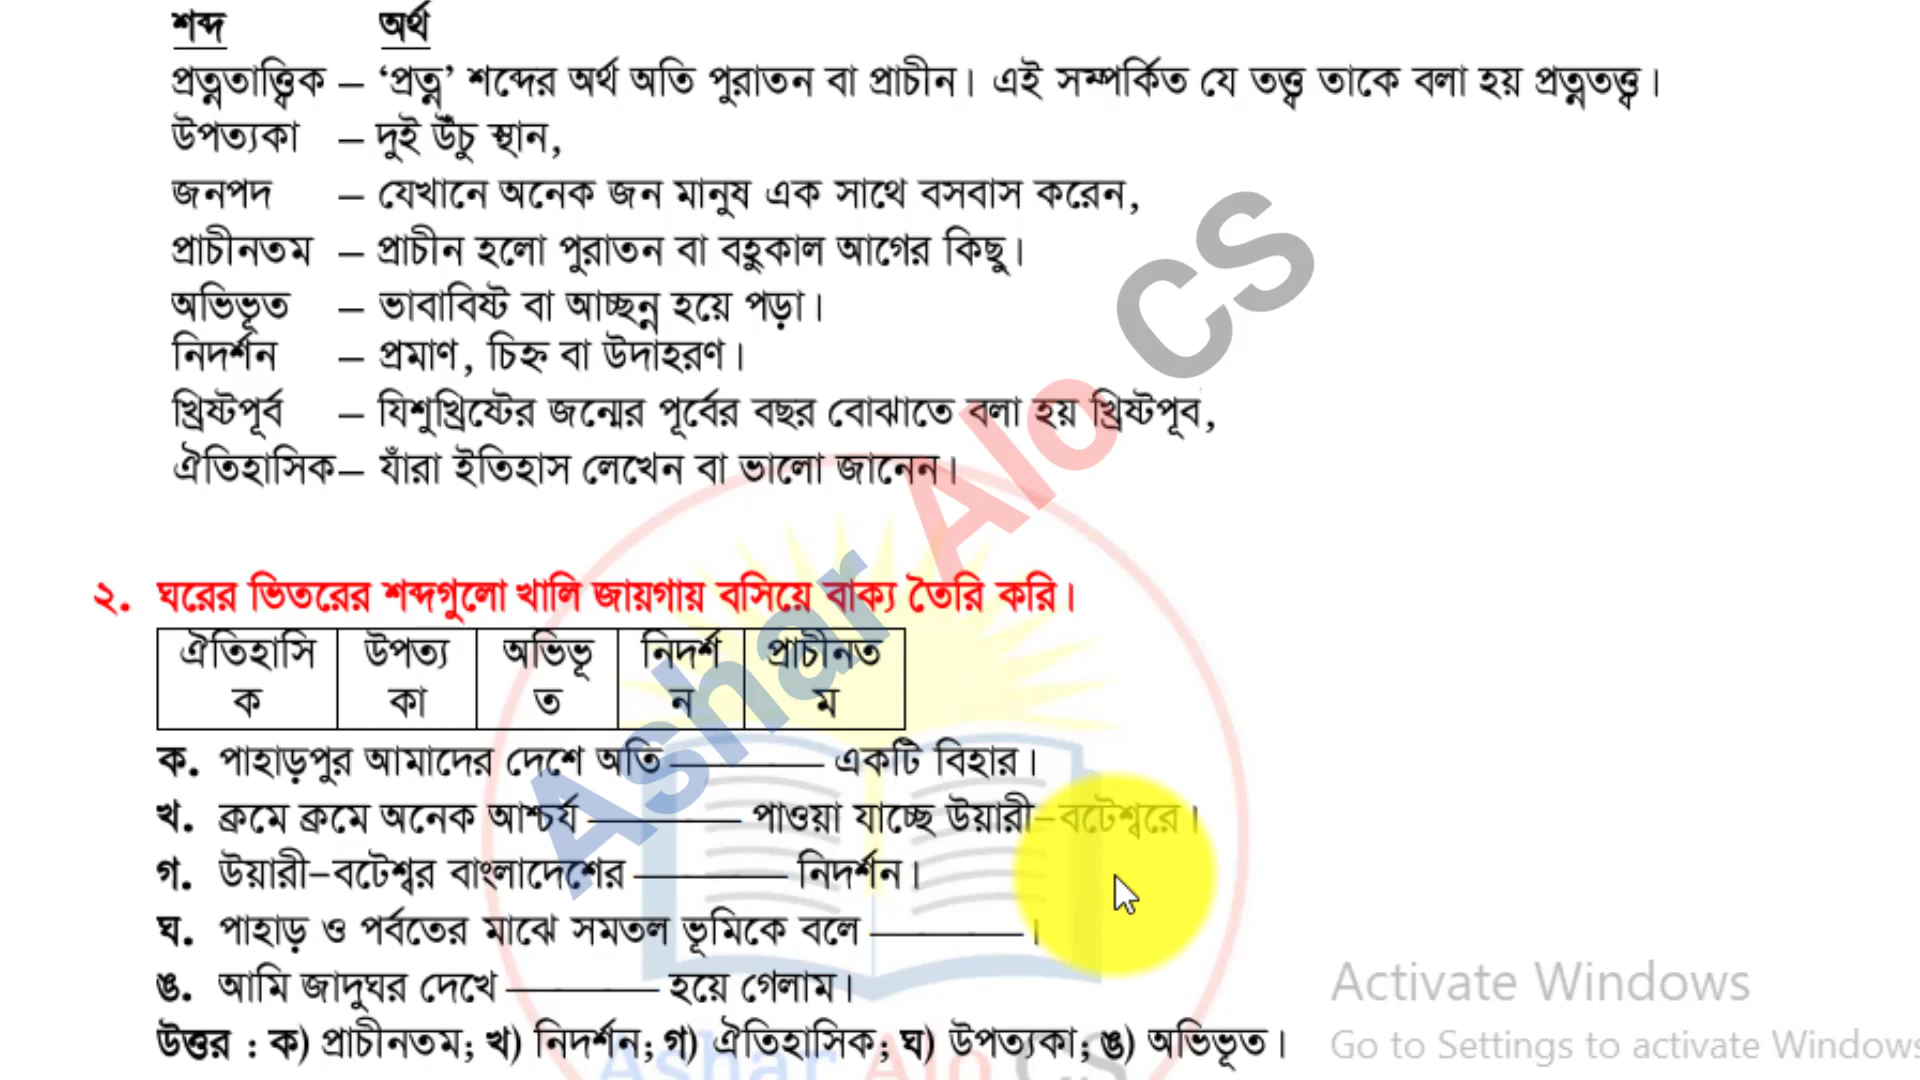 শব্দ অর্থ
প্রত্নতাত্ত্বিক – ‘প্রত্ন’ শব্দের অর্থ অতি পুরাতন বা প্রাচীন। এই সম্পর্কিত যে তত্ত্ব তাকে বলা হয় প্রত্নতত্ত্ব।
উপত্যকা – দুই উঁচু স্থান,
জনপদ – যেখানে অনেক জন মানুষ এক সাথে বসবাস করেন,
প্রাচীনতম – প্রাচীন হলো পুরাতন বা বহুকাল আগের কিছু।
অভিভূত – ভাবাবিষ্ট বা আচ্ছন্ন হয়ে পড়া।
নিদর্শন – প্রমাণ, চিহ্ন বা উদাহরণ।
খ্রিষ্টপূর্ব – যিশুখ্রিষ্টের জন্মের পূর্বের বছর বোঝাতে বলা হয় খ্রিষ্টপূব,
ঐতিহাসিক– যাঁরা ইতিহাস লেখেন বা ভালো জানেন।
২. ঘরের ভিতরের শব্দগুলো খালি জায়গায় বসিয়ে বাক্য তৈরি করি।
ঐতিহাসি উপত্য অভিভূ নিদর্শ প্রাচীনত
ক কা ত ন ম
ক. পাহাড়পুর আমাদের দেশে অতি ———— একটি বিহার।
খ. ক্রমে ক্রমে অনেক আশ্চর্য ———— পাওয়া যাচ্ছে উয়ারী–বটেশ্বরে।
গ. উয়ারী–বটেশ্বর বাংলাদেশের ———— নিদর্শন।
ঘ. পাহাড় ও পর্বতের মাঝে সমতল ভূমিকে বলে ————।
ঙ. আমি জাদুঘর দেখে ———— হয়ে গেলাম।
উত্তর : ক) প্রাচীনতম; খ) নিদর্শন; গ) ঐতিহাসিক; ঘ) উপত্যকা; ঙ) অভিভূত।
Ashar Alo CS
Ashar Alo CS
Activate Windows
Go to Settings to activate Windows